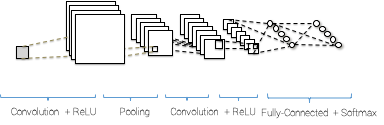 Convolution + ReLU
Pooling
Convolution + ReLU
Fully-Connected + Softmax